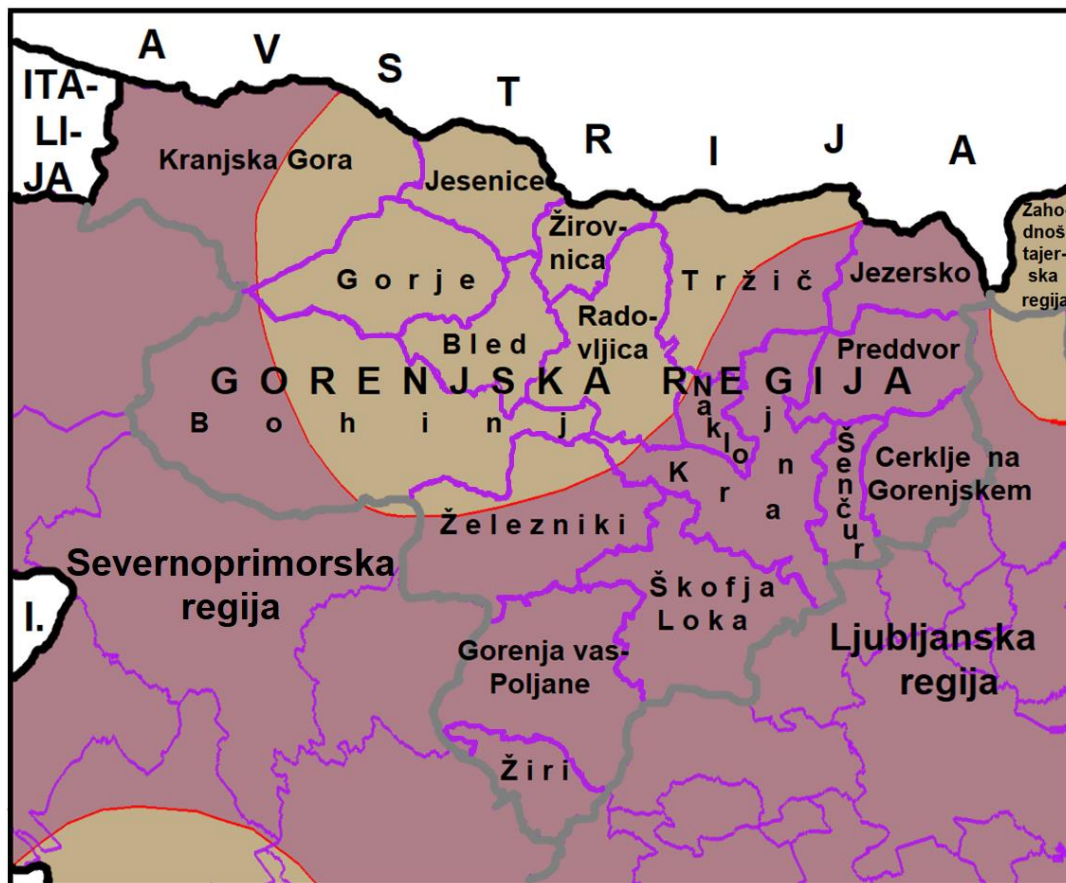 A V S T R I J A
ITA-
LI-
JA
Kranjska Gora
Jesenice
Žirov-
nica
Zaho-
dnoš-
tajer-
ska
regija
Gorje
Tržič
Jezersko
Rado-
vljica
Bled
Preddvor
GORENJSKA REGIJA
Bohinj
Naklo
Kranj
Šenčur
Cerklje na
Gorenjskem
Železniki
Severnoprimorska
regija
Škofja
Loka
I.
Gorenja vas-
Poljane
Ljubljanska
regija
Žiri